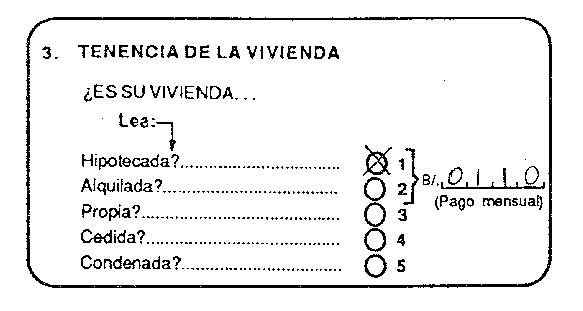 3. TENENCIA DE LA VIVIENDA
¿ES SU VIVIENDA...
Lea:
Hipotecada?.............................. 1
Alquilada?................................ 2
B/. 0 1 1 0
Propia?.................................... 3
(Pago mensual)
Cedida?................................... 4
Condenada?............................. 5